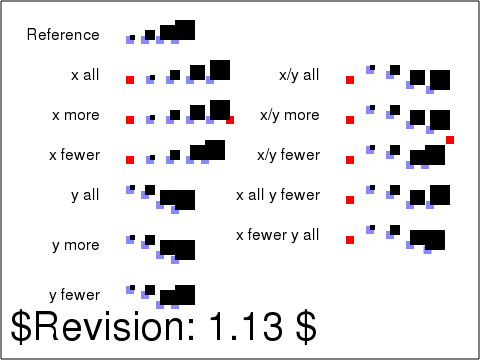 Reference
x all
x more
x fewer
y all
y more
y fewer
x/y all
x/y more
x/y fewer
x all y fewer
x fewer y all
$Revision: 1.13 $